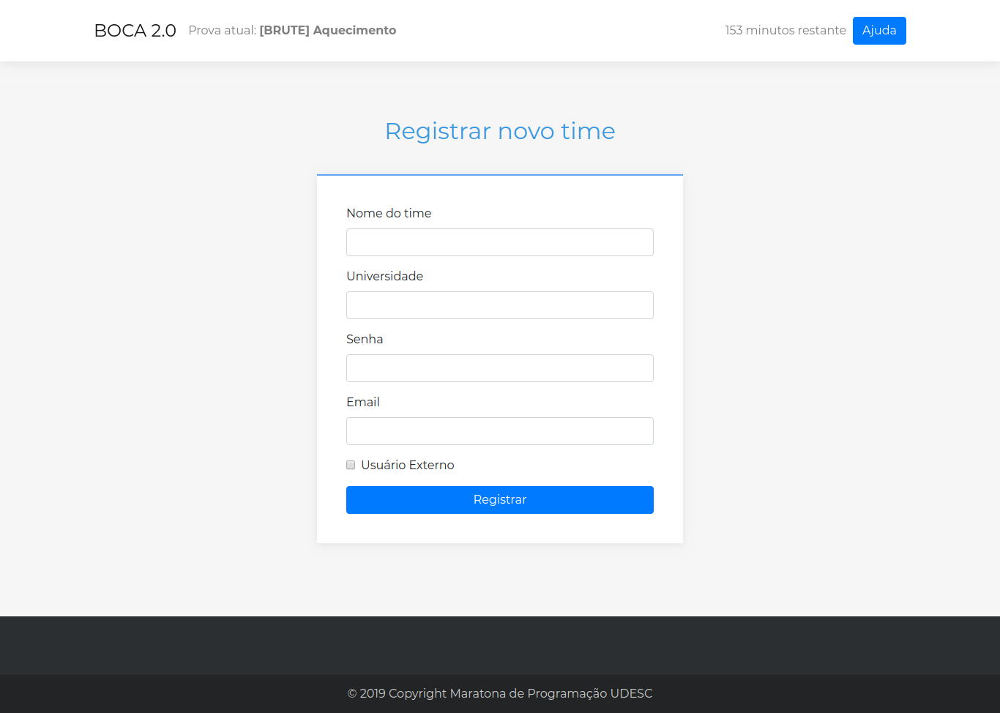 BOCA 2.0 Prova atual: [BRUTE] Aquecimento 153 minutos restante Ajuda
Registrar novo time
Nome do time
Universidade
Senha
Email
Usuário Externo
Registrar
© 2019 Copyright Maratona de Programação UDESC